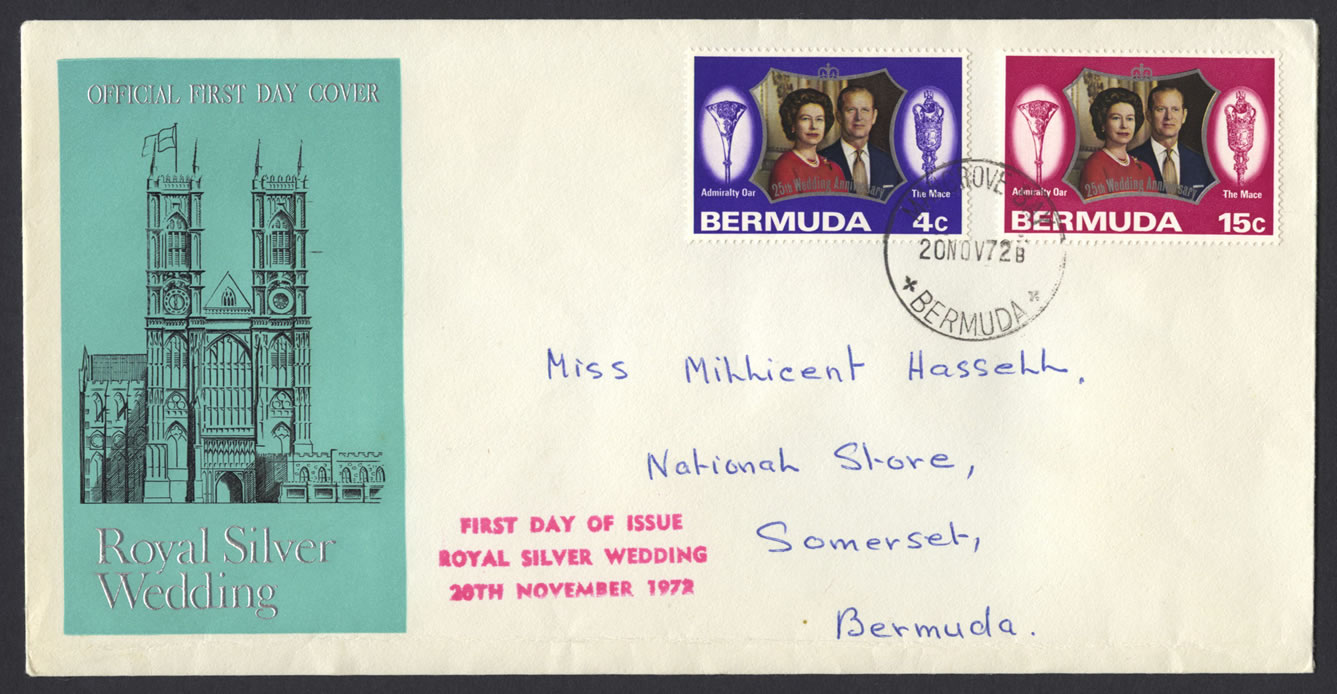 OFFICIAL FIRST DAY COVER
Royal Silver
Wedding
25th Wedding Anniversary
Admiralty Oar
The Mace
BERMUDA 4c
25th Wedding Anniversary
Admiralty Oar
The Mace
BERMUDA 15c
MANGROVE BAY
20NOV72B
BERMUDA
Miss Millicent Hassell,
National Store,
Somerset,
Bermuda.
FIRST DAY OF ISSUE
ROYAL SILVER WEDDING
20TH NOVEMBER 1972